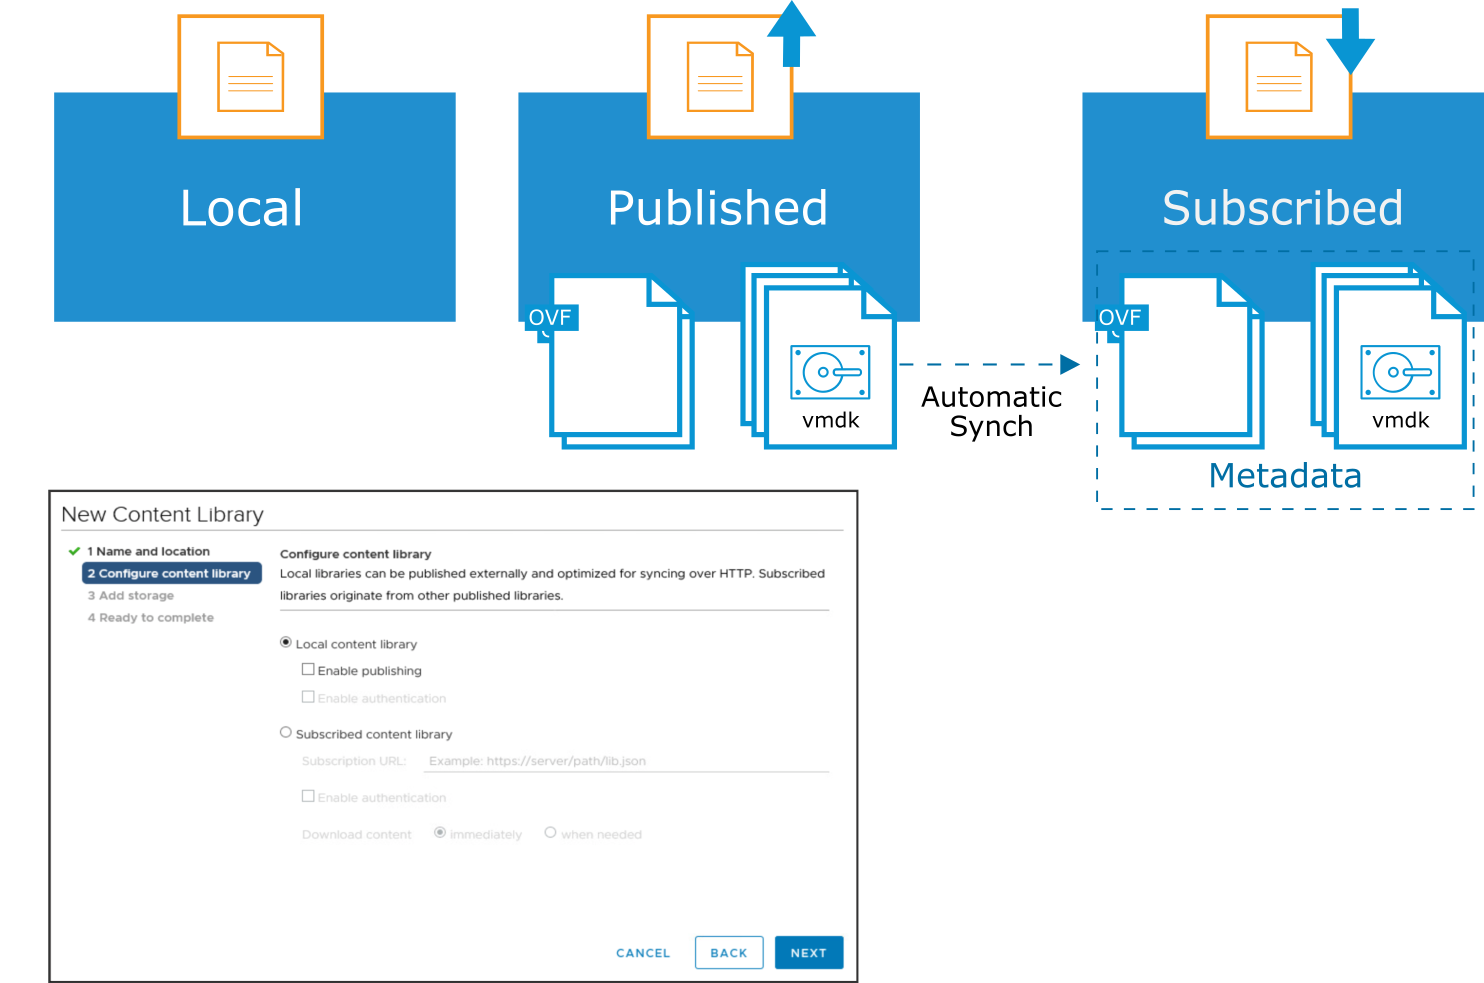 Local
Published
Subscribed
OVF
vmdk
Automatic
Synch
OVF
vmdk
Metadata
New Content Library
1 Name and location
2 Configure content library
3 Add storage
4 Ready to complete
Configure content library
Local libraries can be published externally and optimized for syncing over HTTP. Subscribed
libraries originate from other published libraries.
Local content library
Enable publishing
Enable authentication
Subscribed content library
Subscription URL: Example: https://server/path/lib.json
Enable authentication
Download content immediately when needed
CANCEL BACK NEXT